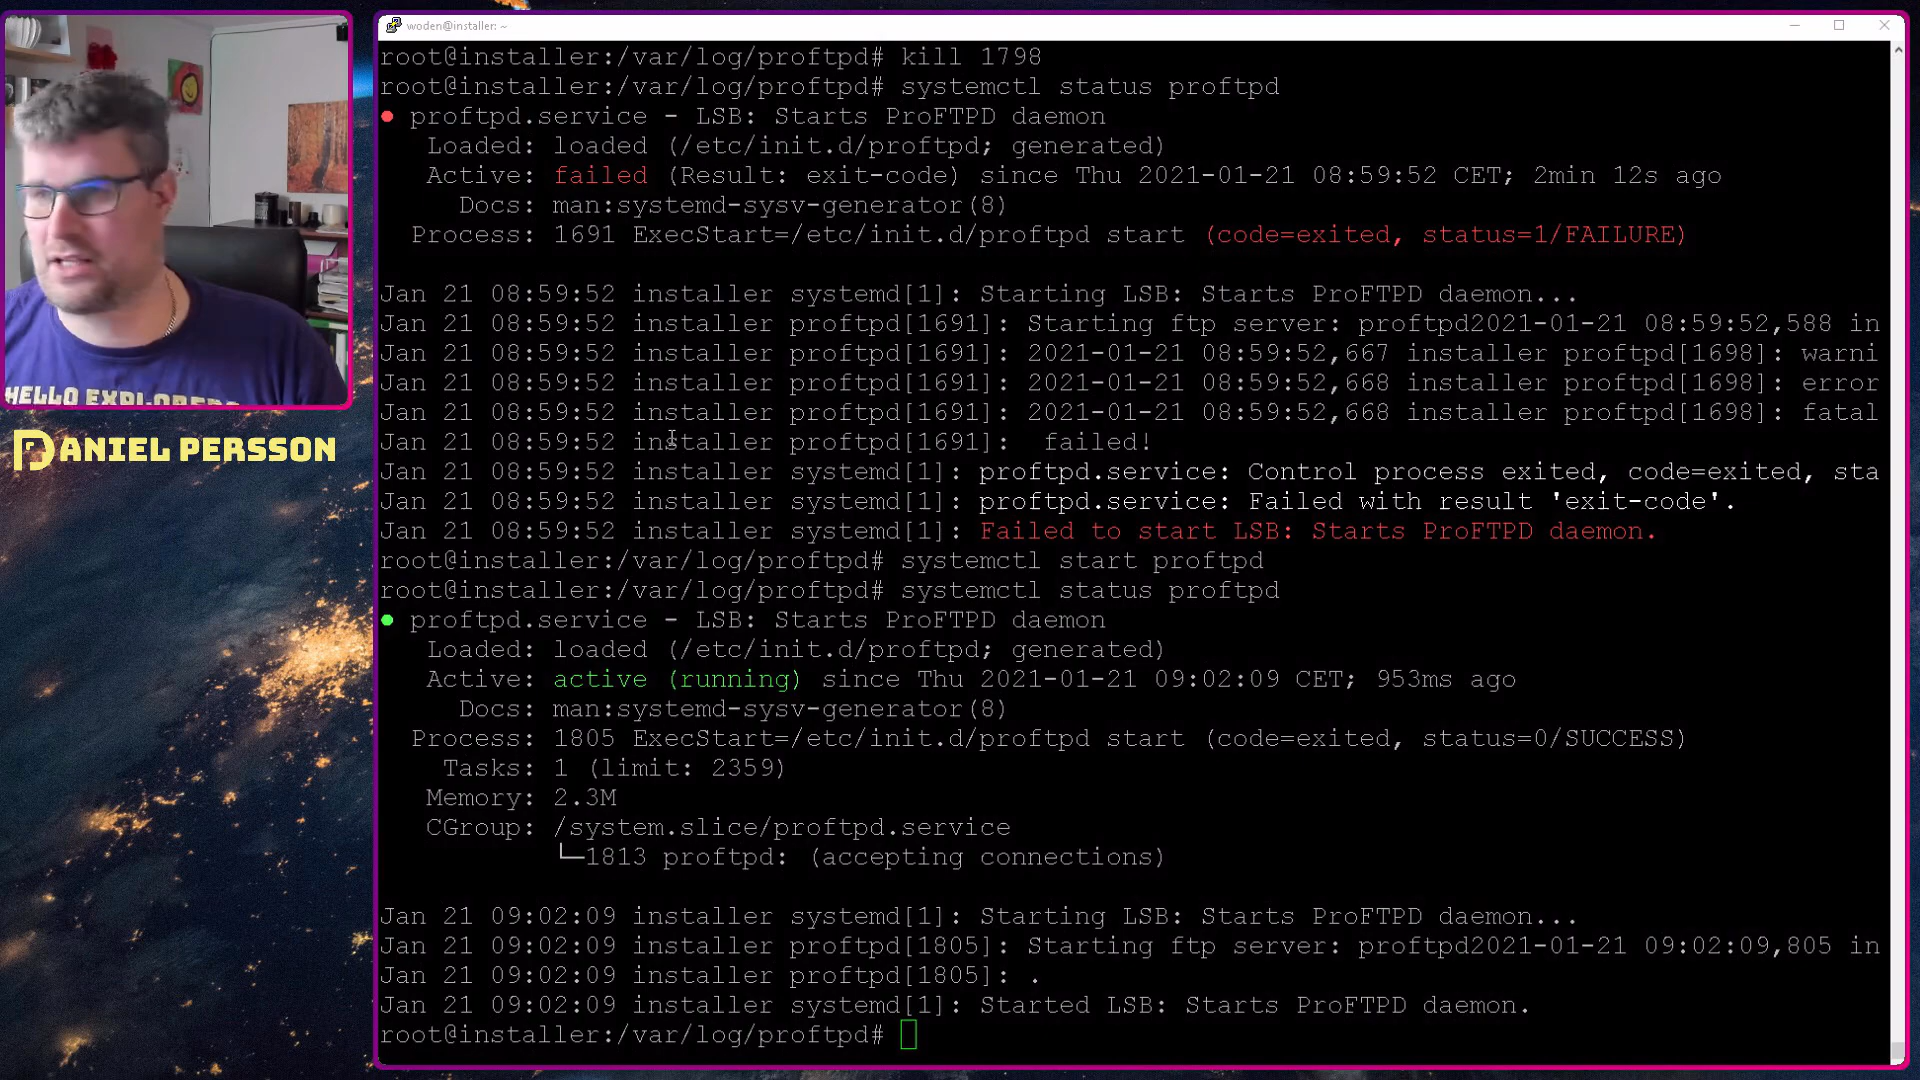 woden@installer: ~
root@installer:/var/log/proftpd# kill 1798
root@installer:/var/log/proftpd# systemctl status proftpd
● proftpd.service - LSB: Starts ProFTPD daemon
Loaded: loaded (/etc/init.d/proftpd; generated)
Active: failed (Result: exit-code) since Thu 2021-01-21 08:59:52 CET; 2min 12s ago
Docs: man:systemd-sysv-generator(8)
Process: 1691 ExecStart=/etc/init.d/proftpd start (code=exited, status=1/FAILURE)
Jan 21 08:59:52 installer systemd[1]: Starting LSB: Starts ProFTPD daemon...
Jan 21 08:59:52 installer proftpd[1691]: Starting ftp server: proftpd2021-01-21 08:59:52,588 in
Jan 21 08:59:52 installer proftpd[1691]: 2021-01-21 08:59:52,667 installer proftpd[1698]: warni
Jan 21 08:59:52 installer proftpd[1691]: 2021-01-21 08:59:52,668 installer proftpd[1698]: error
Jan 21 08:59:52 installer proftpd[1691]: 2021-01-21 08:59:52,668 installer proftpd[1698]: fatal
Jan 21 08:59:52 installer proftpd[1691]:  failed!
Jan 21 08:59:52 installer systemd[1]: proftpd.service: Control process exited, code=exited, sta
Jan 21 08:59:52 installer systemd[1]: proftpd.service: Failed with result 'exit-code'.
Jan 21 08:59:52 installer systemd[1]: Failed to start LSB: Starts ProFTPD daemon.
root@installer:/var/log/proftpd# systemctl start proftpd
root@installer:/var/log/proftpd# systemctl status proftpd
● proftpd.service - LSB: Starts ProFTPD daemon
Loaded: loaded (/etc/init.d/proftpd; generated)
Active: active (running) since Thu 2021-01-21 09:02:09 CET; 953ms ago
Docs: man:systemd-sysv-generator(8)
Process: 1805 ExecStart=/etc/init.d/proftpd start (code=exited, status=0/SUCCESS)
Tasks: 1 (limit: 2359)
Memory: 2.3M
CGroup: /system.slice/proftpd.service
└─1813 proftpd: (accepting connections)
Jan 21 09:02:09 installer systemd[1]: Starting LSB: Starts ProFTPD daemon...
Jan 21 09:02:09 installer proftpd[1805]: Starting ftp server: proftpd2021-01-21 09:02:09,805 in
Jan 21 09:02:09 installer proftpd[1805]: .
Jan 21 09:02:09 installer systemd[1]: Started LSB: Starts ProFTPD daemon.
root@installer:/var/log/proftpd#
HELLO EXPLORERS
DANIEL PERSSON